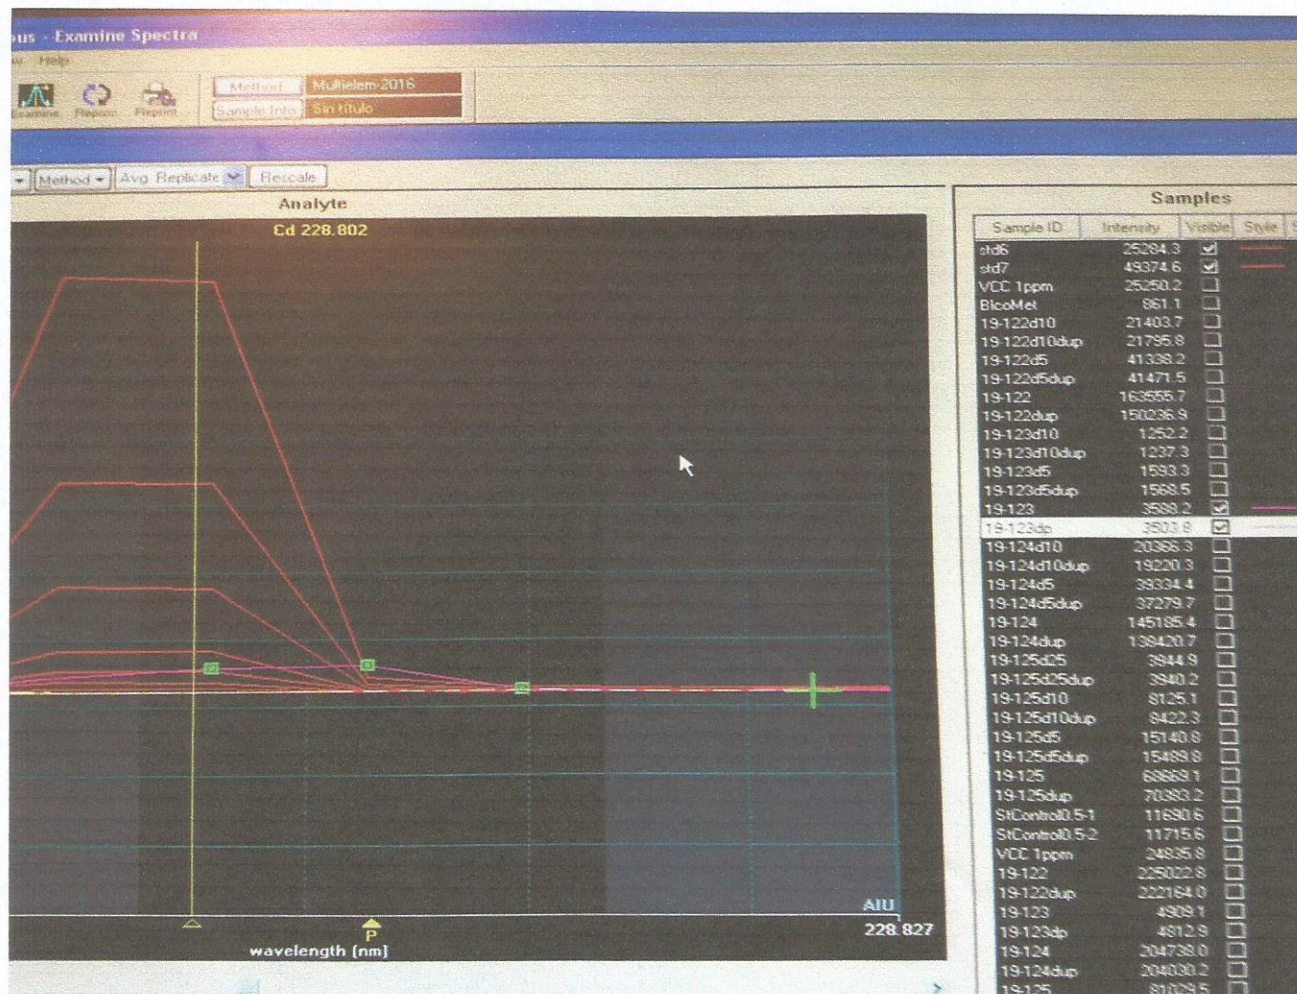 ous - Examine Spectra
Help
Examine Reproc Reprint
Method Multielem-2016
Sample Info Sin título
Method Avg. Replicate Rescale
Analyte
Cd 228.802
AIU
228.827
P
wavelength [nm]
Samples
Sample ID Intensity Visible Style S
std6 25284.3
std7 49374.6
VCC 1ppm 25250.2
BlcoMet 861.1
19-122d10 21403.7
19-122d10dup 21795.8
19-122d5 41338.2
19-122d5dup 41471.5
19-122 163555.7
19-122dup 150236.9
19-123d10 1252.2
19-123d10dup 1237.3
19-123d5 1593.3
19-123d5dup 1568.5
19-123 3588.2
19-123dp 3503.8
19-124d10 20366.3
19-124d10dup 19220.3
19-124d5 39334.4
19-124d5dup 37279.7
19-124 145185.4
19-124dup 138420.7
19-125d25 3944.9
19-125d25dup 3940.2
19-125d10 8125.1
19-125d10dup 8422.3
19-125d5 15140.8
19-125d5dup 15489.8
19-125 68669.1
19-125dup 70383.2
StControl0.5-1 11690.6
StControl0.5-2 11715.6
VCC 1ppm 24835.8
19-122 225022.8
19-122dup 222164.0
19-123 4909.1
19-123dp 4812.9
19-124 204738.0
19-124dup 204030.2
19-125 81029.5